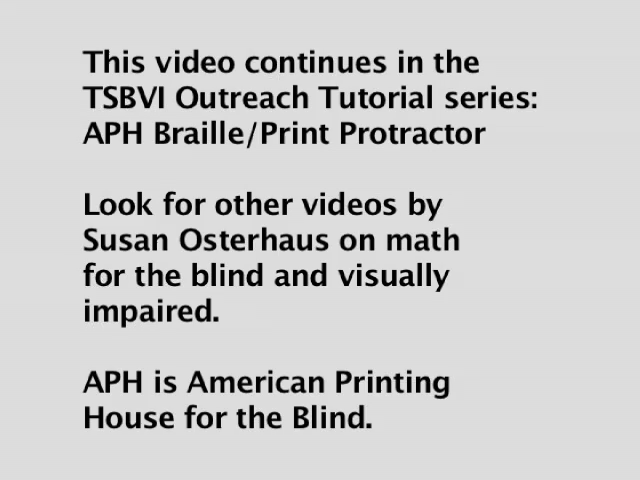 This video continues in the
TSBVI Outreach Tutorial series:
APH Braille/Print Protractor
Look for other videos by
Susan Osterhaus on math
for the blind and visually
impaired.
APH is American Printing
House for the Blind.